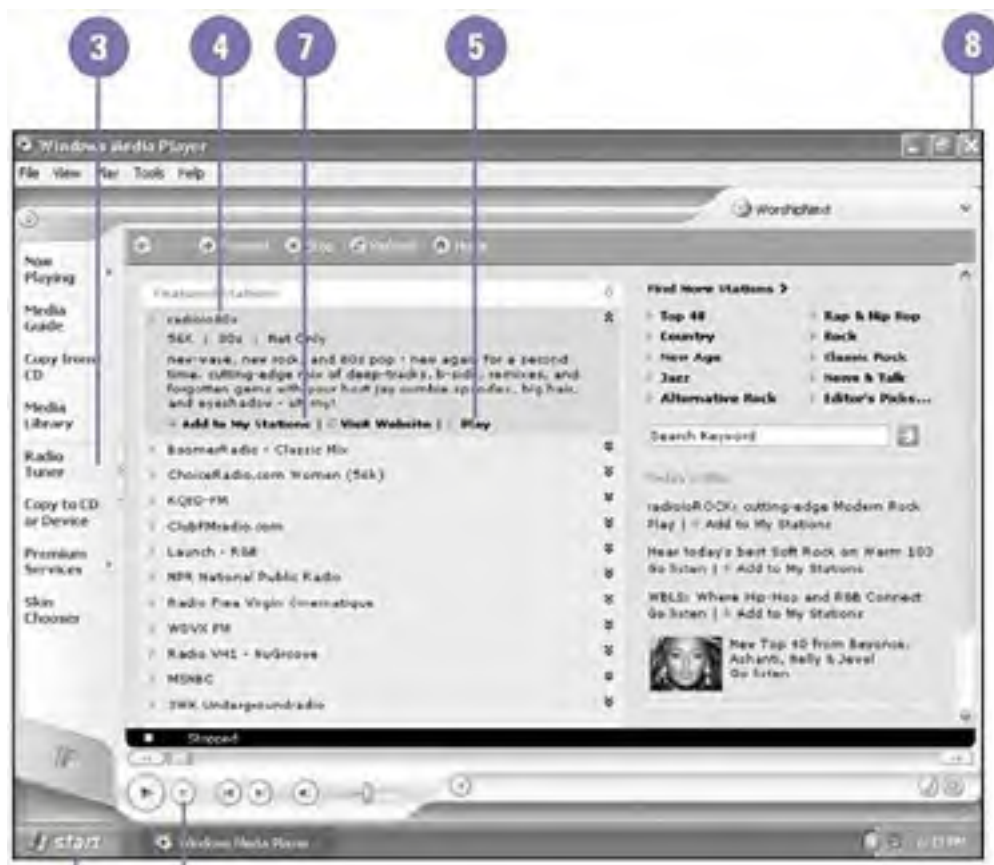 3 4 7 5 8
Windows Media Player
File View Play Tools Help
WorshipBand
Stop Refresh Home
Now Playing
Media Guide
Copy from CD
Media Library
Radio Tuner
Copy to CD or Device
Premium Services
Skin Chooser
Featured Stations
radioio80s
56K | 80s | Net Only
new-wave, new rock, and 80s pop - new again for a second
time. cutting-edge mix of deep-tracks, b-sides, remixes, and
forgotten gems with your host jay zombie episodes, big hair,
and eyeshadow - oh my!
Add to My Stations | Visit Website | Play
BoomerRadio - Classic Mix
ChoiceRadio.com Women (56k)
ClubFMradio.com
Launch - R&B
NPR National Public Radio
Radio Free Virgin Cinematique
WDVX FM
Radio VH1 - NuGroove
MSNBC
3WK Undergroundradio
Find More Stations
Top 40
Country
New Age
Jazz
Alternative Rock
Rap & Hip Hop
Rock
Classic Rock
News & Talk
Editor's Picks...
Search Keyword
radioioROCK: cutting-edge Modern Rock
Play | Add to My Stations
Hear today's best Soft Rock on Warm 103
Go listen | Add to My Stations
WBLS: Where Hip-Hop and R&B Connect
Go listen | Add to My Stations
New Top 40 from Beyonce,
Ashanti, Nelly & Jewel
Go listen
Stopped
start
Windows Media Player